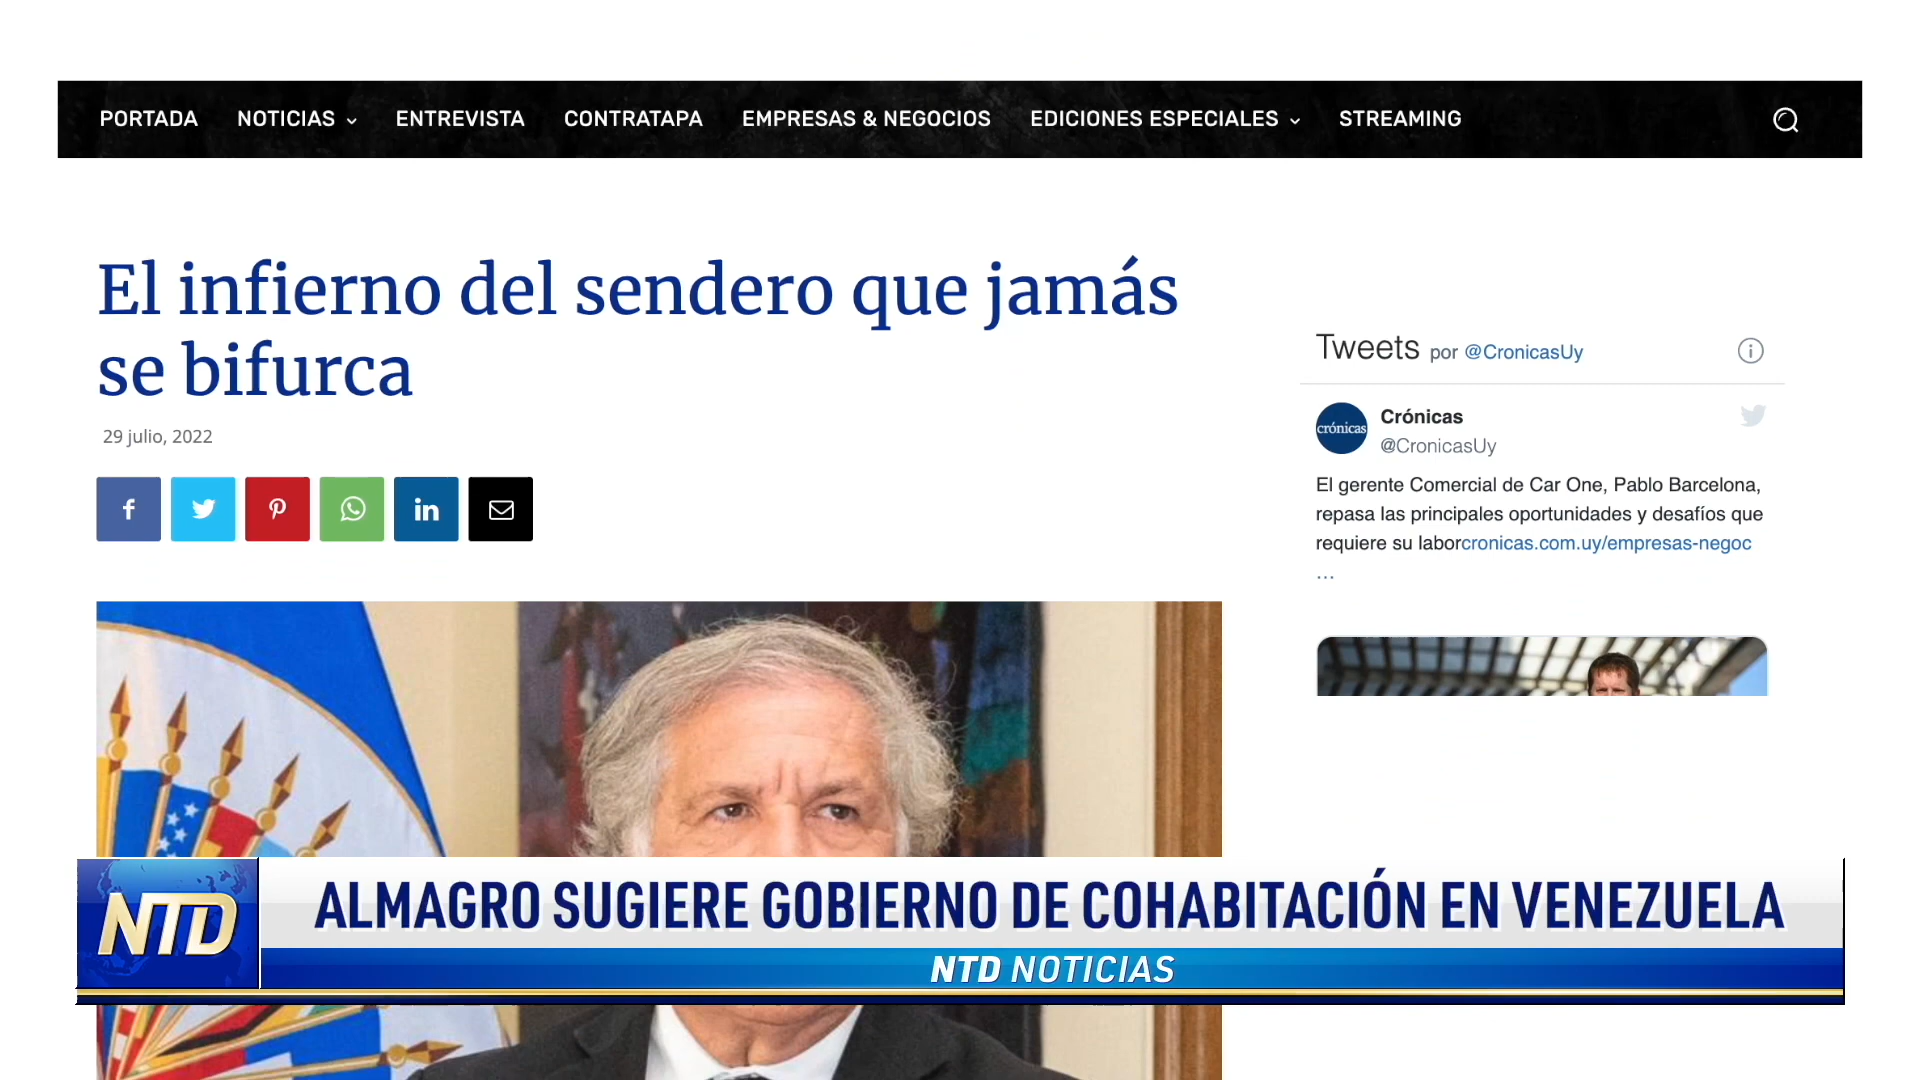 PORTADA NOTICIAS ENTREVISTA CONTRATAPA EMPRESAS & NEGOCIOS EDICIONES ESPECIALES STREAMING
El infierno del sendero que jamás
se bifurca
29 julio, 2022
Tweets por @CronicasUy
crónicas
Crónicas
@CronicasUy
El gerente Comercial de Car One, Pablo Barcelona,
repasa las principales oportunidades y desafíos que
requiere su laborcronicas.com.uy/empresas-negoc
…
NTD
ALMAGRO SUGIERE GOBIERNO DE COHABITACIÓN EN VENEZUELA
NTD NOTICIAS